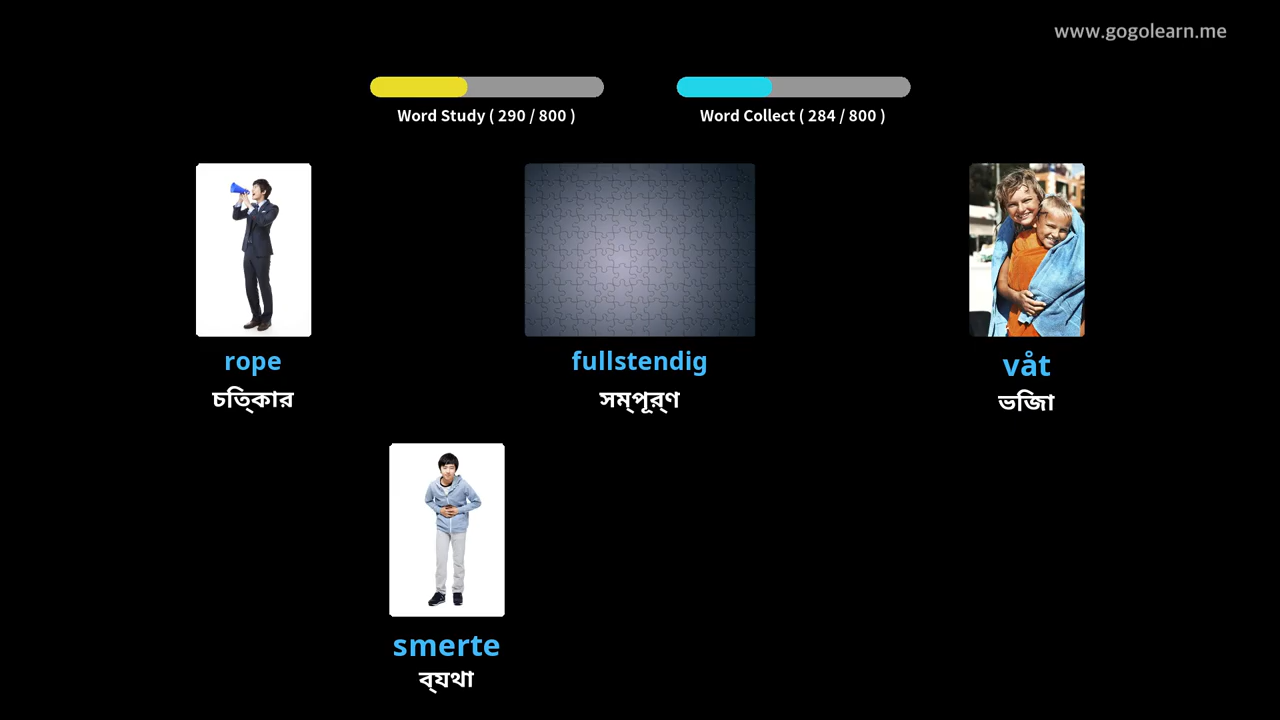 www.gogolearn.me
Word Study ( 290 / 800 )
Word Collect ( 284 / 800 )
rope
চিত্কার
fullstendig
সম্পূর্ণ
våt
ভিজা
smerte
ব্যথা